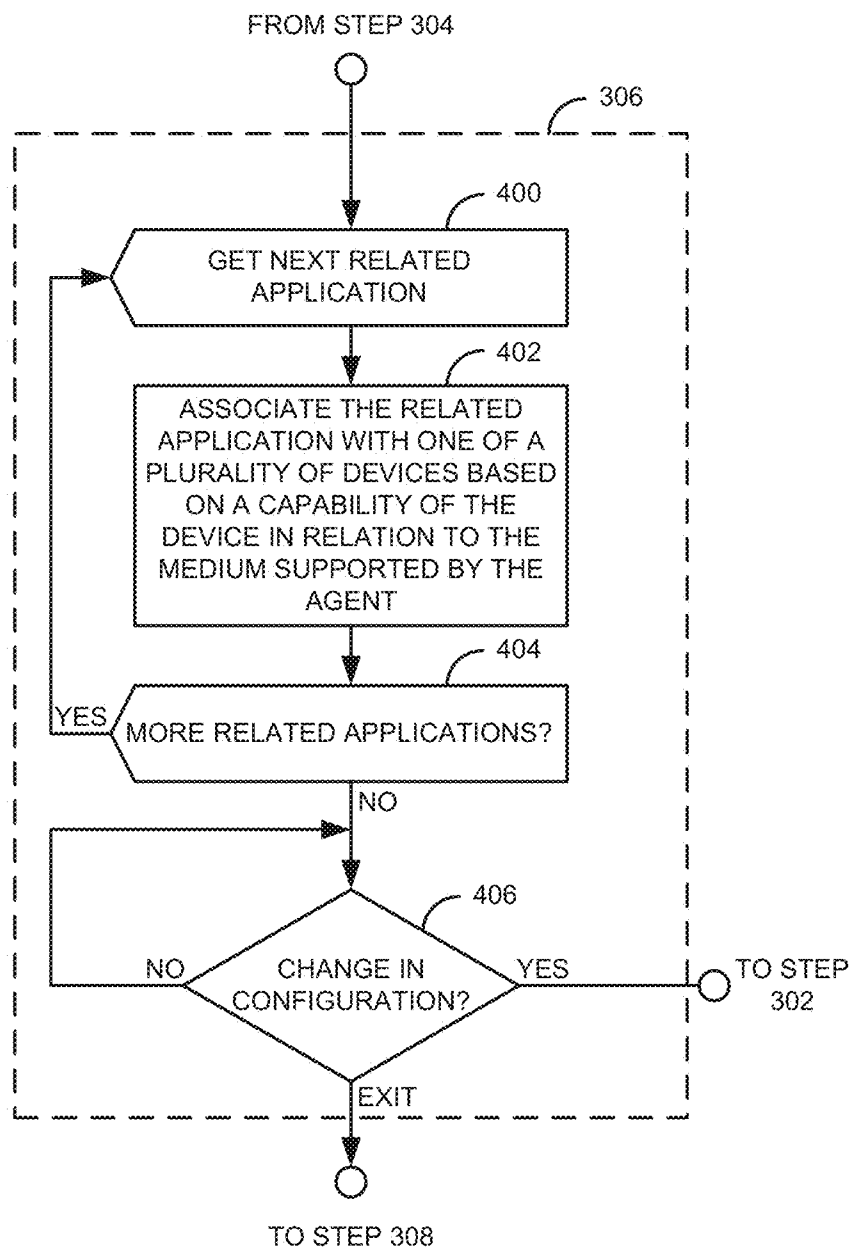 FROM STEP 304
306
400
GET NEXT RELATED
APPLICATION
402
ASSOCIATE THE RELATED
APPLICATION WITH ONE OF A
PLURALITY OF DEVICES BASED
ON A CAPABILITY OF THE
DEVICE IN RELATION TO THE
MEDIUM SUPPORTED BY THE
AGENT
404
YES
MORE RELATED APPLICATIONS?
NO
406
NO
CHANGE IN
CONFIGURATION?
YES
TO STEP
302
EXIT
TO STEP 308